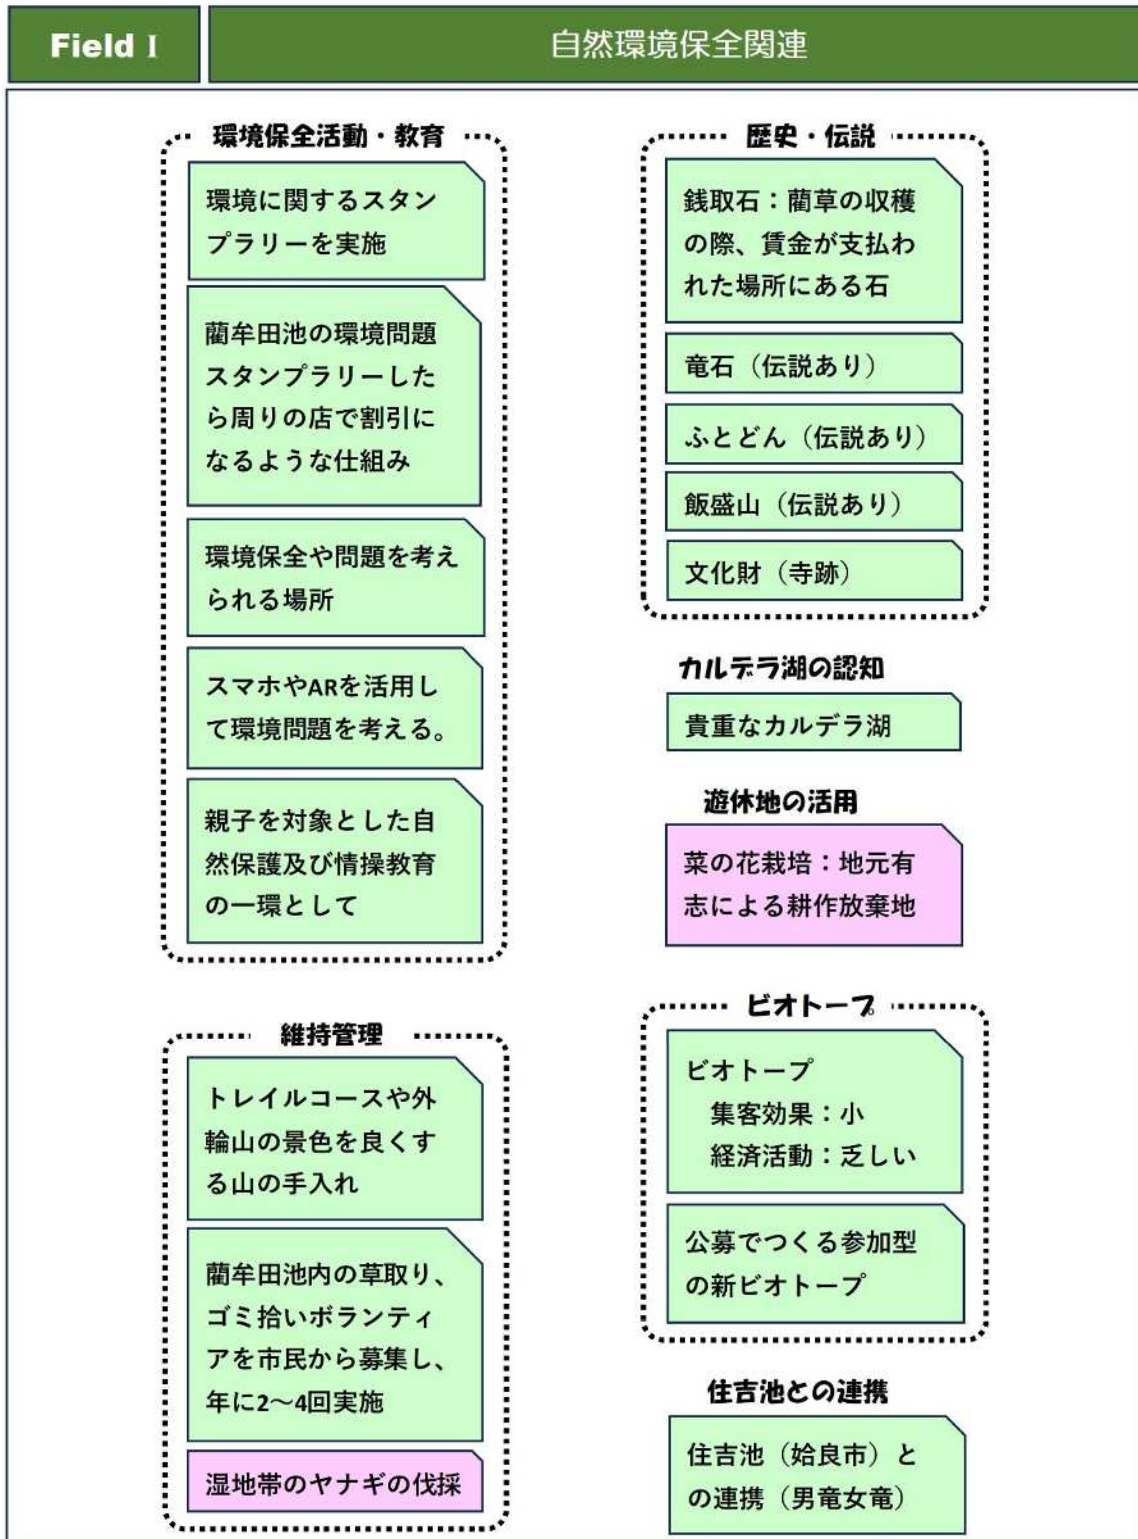 Field I
自然環境保全関連
環境保全活動・教育
環境に関するスタン
プラリーを実施
藺牟田池の環境問題
スタンプラリーした
ら周りの店で割引に
なるような仕組み
環境保全や問題を考え
られる場所
スマホやARを活用し
て環境問題を考える。
親子を対象とした自
然保護及び情操教育
の一環として
維持管理
トレイルコースや外
輪山の景色を良くす
る山の手入れ
藺牟田池内の草取り、
ゴミ拾いボランティ
アを市民から募集し、
年に2〜4回実施
湿地帯のヤナギの伐採
歴史・伝説
銭取石：藺草の収穫
の際、賃金が支払わ
れた場所にある石
竜石（伝説あり）
ふとどん（伝説あり）
飯盛山（伝説あり）
文化財（寺跡）
カルデラ湖の認知
貴重なカルデラ湖
遊休地の活用
菜の花栽培：地元有
志による耕作放棄地
ビオトープ
ビオトープ
集客効果：小
経済活動：乏しい
公募でつくる参加型
の新ビオトープ
住吉池との連携
住吉池（姶良市）と
の連携（男竜女竜）